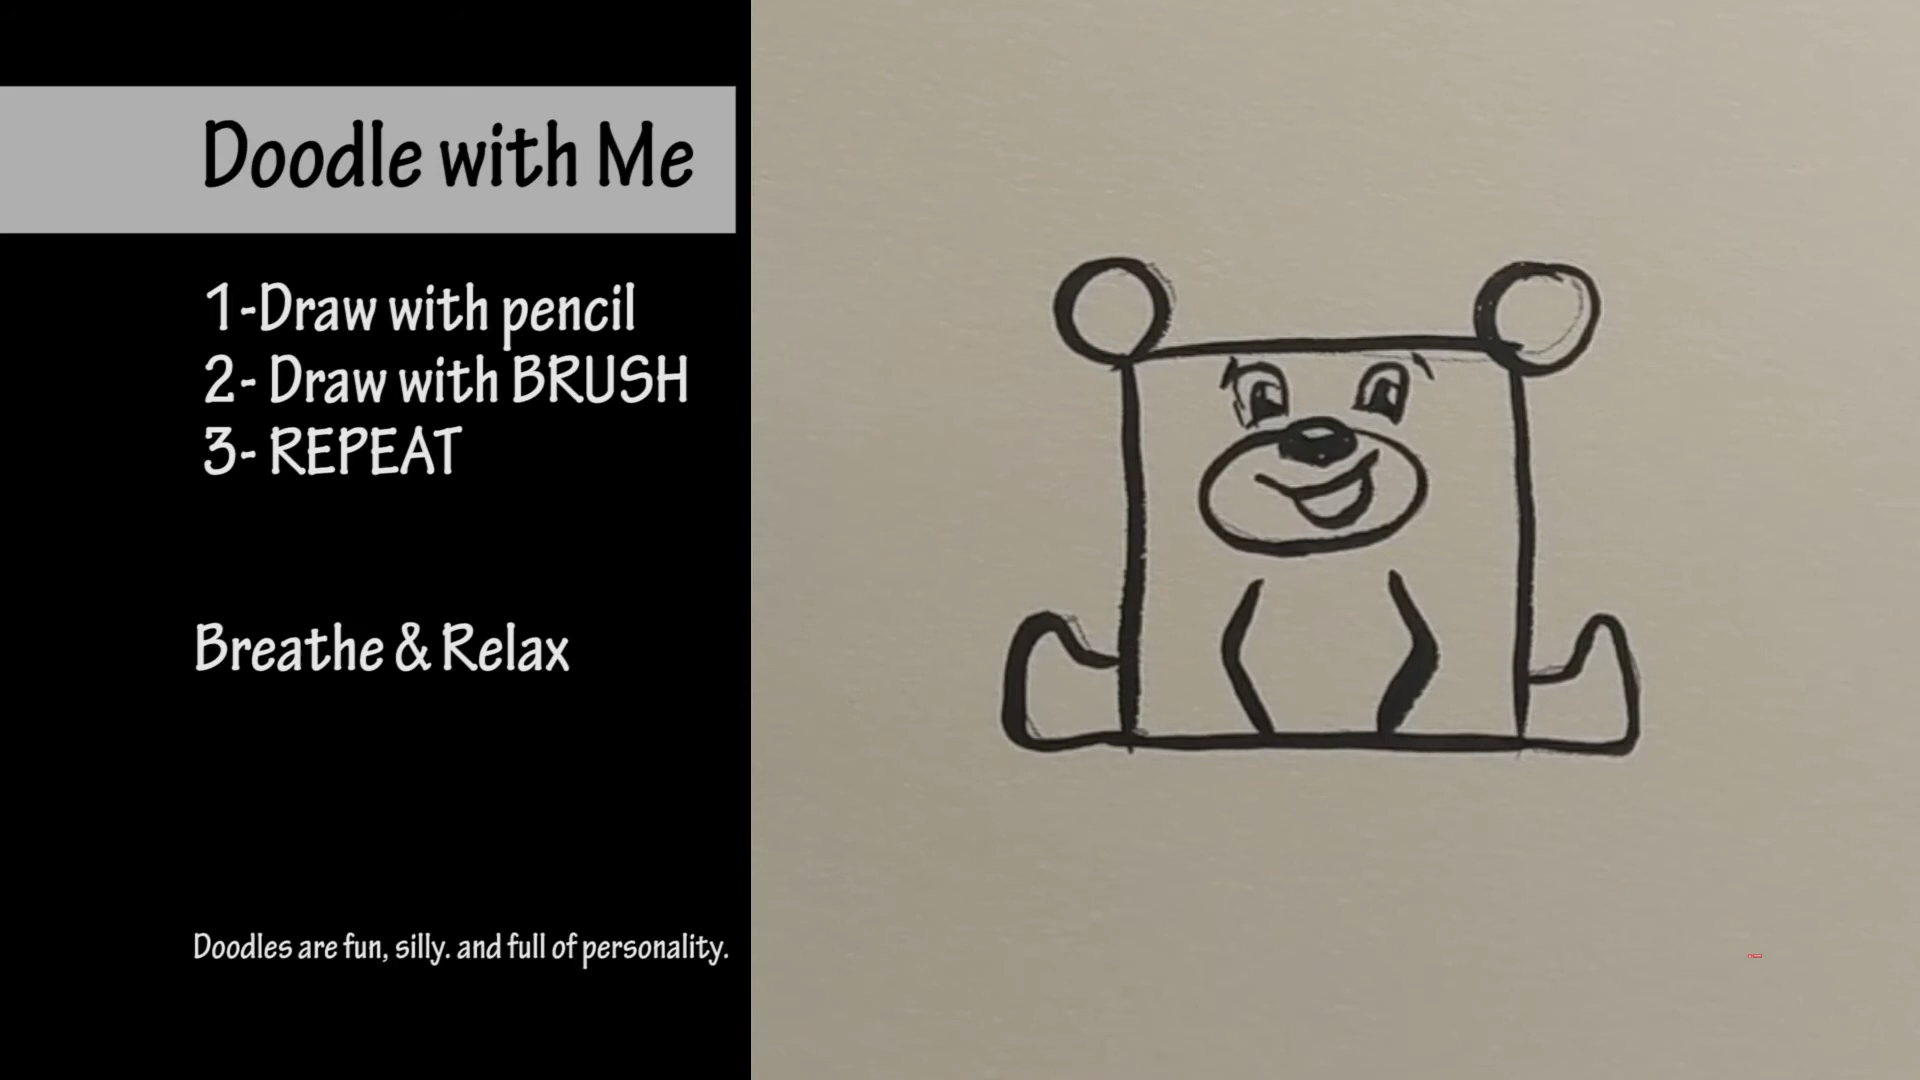 Doodle with Me
1-Draw with pencil
2- Draw with BRUSH
3- REPEAT
Breathe & Relax
Doodles are fun, silly. and full of personality.